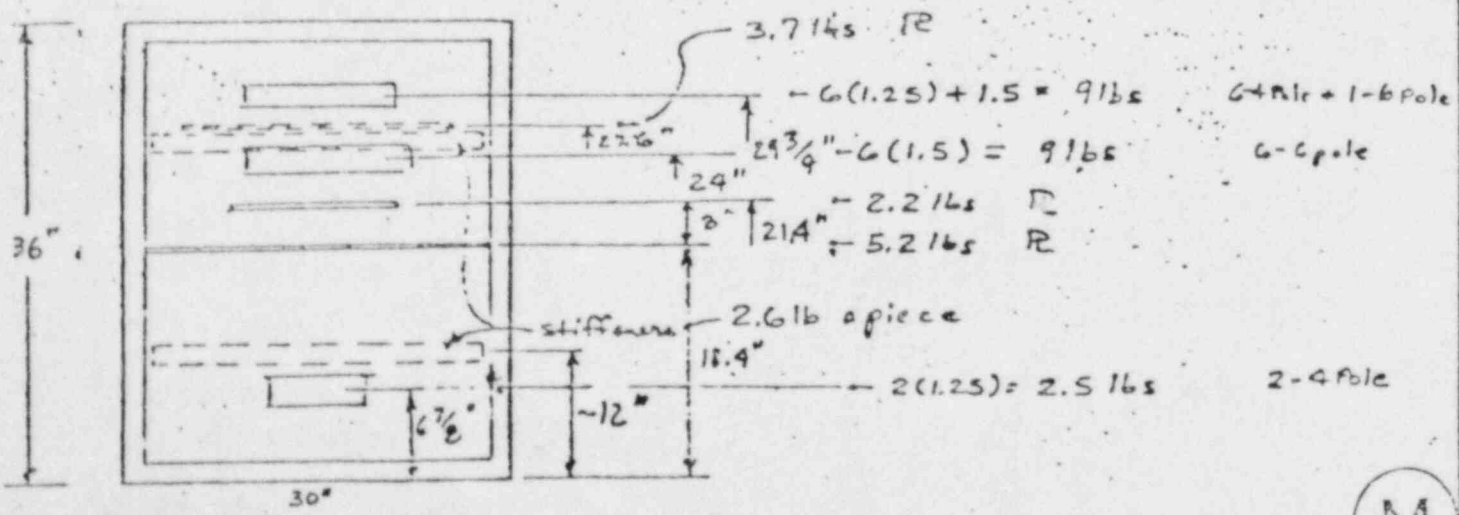 3.7 lbs PL
- 6(1.25) + 1.5 = 9 lbs 6-4 Pole + 1-6 pole
29 3/4" - 6(1.5) = 9 lbs 6-6 pole
24"
- 2.2 lbs PL
3" 21.4" - 5.2 lbs PL
36"
stiffeners - 2.6 lb apiece
18.4"
- 2(1.25) = 2.5 lbs 2-4 Pole
6 7/8" ~12"
30"